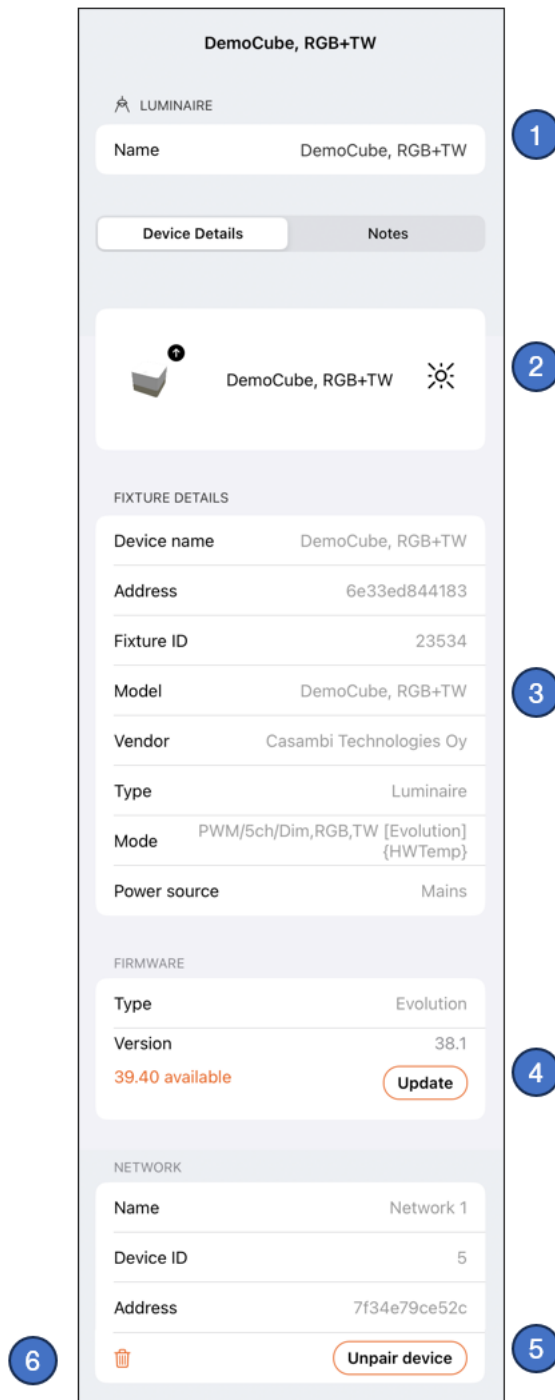 DemoCube, RGB+TW
LUMINAIRE
1
Name DemoCube, RGB+TW
Device Details Notes
2
DemoCube, RGB+TW
FIXTURE DETAILS
Device name DemoCube, RGB+TW
Address 6e33ed844183
Fixture ID 23534
3
Model DemoCube, RGB+TW
Vendor Casambi Technologies Oy
Type Luminaire
Mode PWM/5ch/Dim,RGB,TW [Evolution]
{HWTemp}
Power source Mains
FIRMWARE
Type Evolution
Version 38.1
4
39.40 available Update
NETWORK
Name Network 1
Device ID 5
Address 7f34e79ce52c
5
6
Unpair device